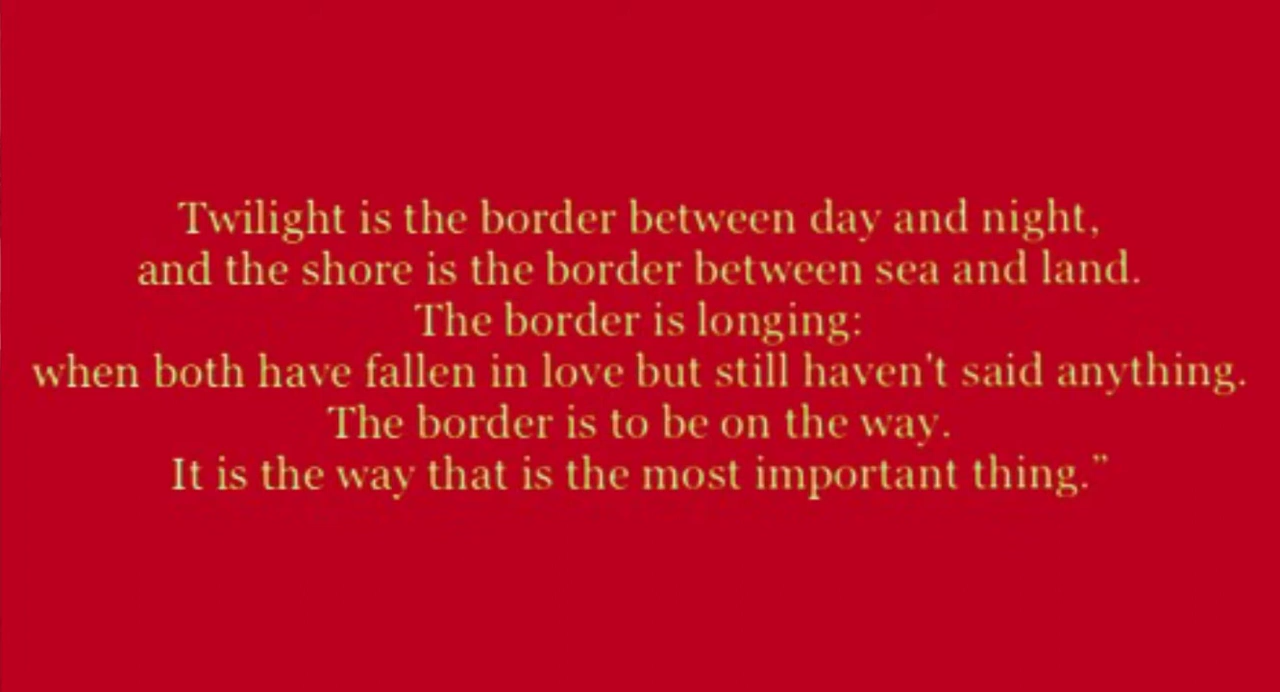 Twilight is the border between day and night,
and the shore is the border between sea and land.
The border is longing:
when both have fallen in love but still haven't said anything.
The border is to be on the way.
It is the way that is the most important thing.”